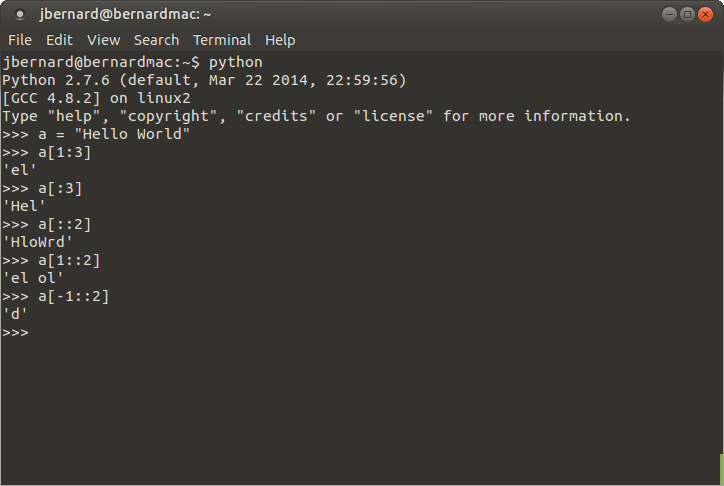 jbernard@bernardmac: ~
File Edit View Search Terminal Help
jbernard@bernardmac:~$ python
Python 2.7.6 (default, Mar 22 2014, 22:59:56)
[GCC 4.8.2] on linux2
Type "help", "copyright", "credits" or "license" for more information.
>>> a = "Hello World"
>>> a[1:3]
'el'
>>> a[:3]
'Hel'
>>> a[::2]
'HloWrd'
>>> a[1::2]
'el ol'
>>> a[-1::2]
'd'
>>>